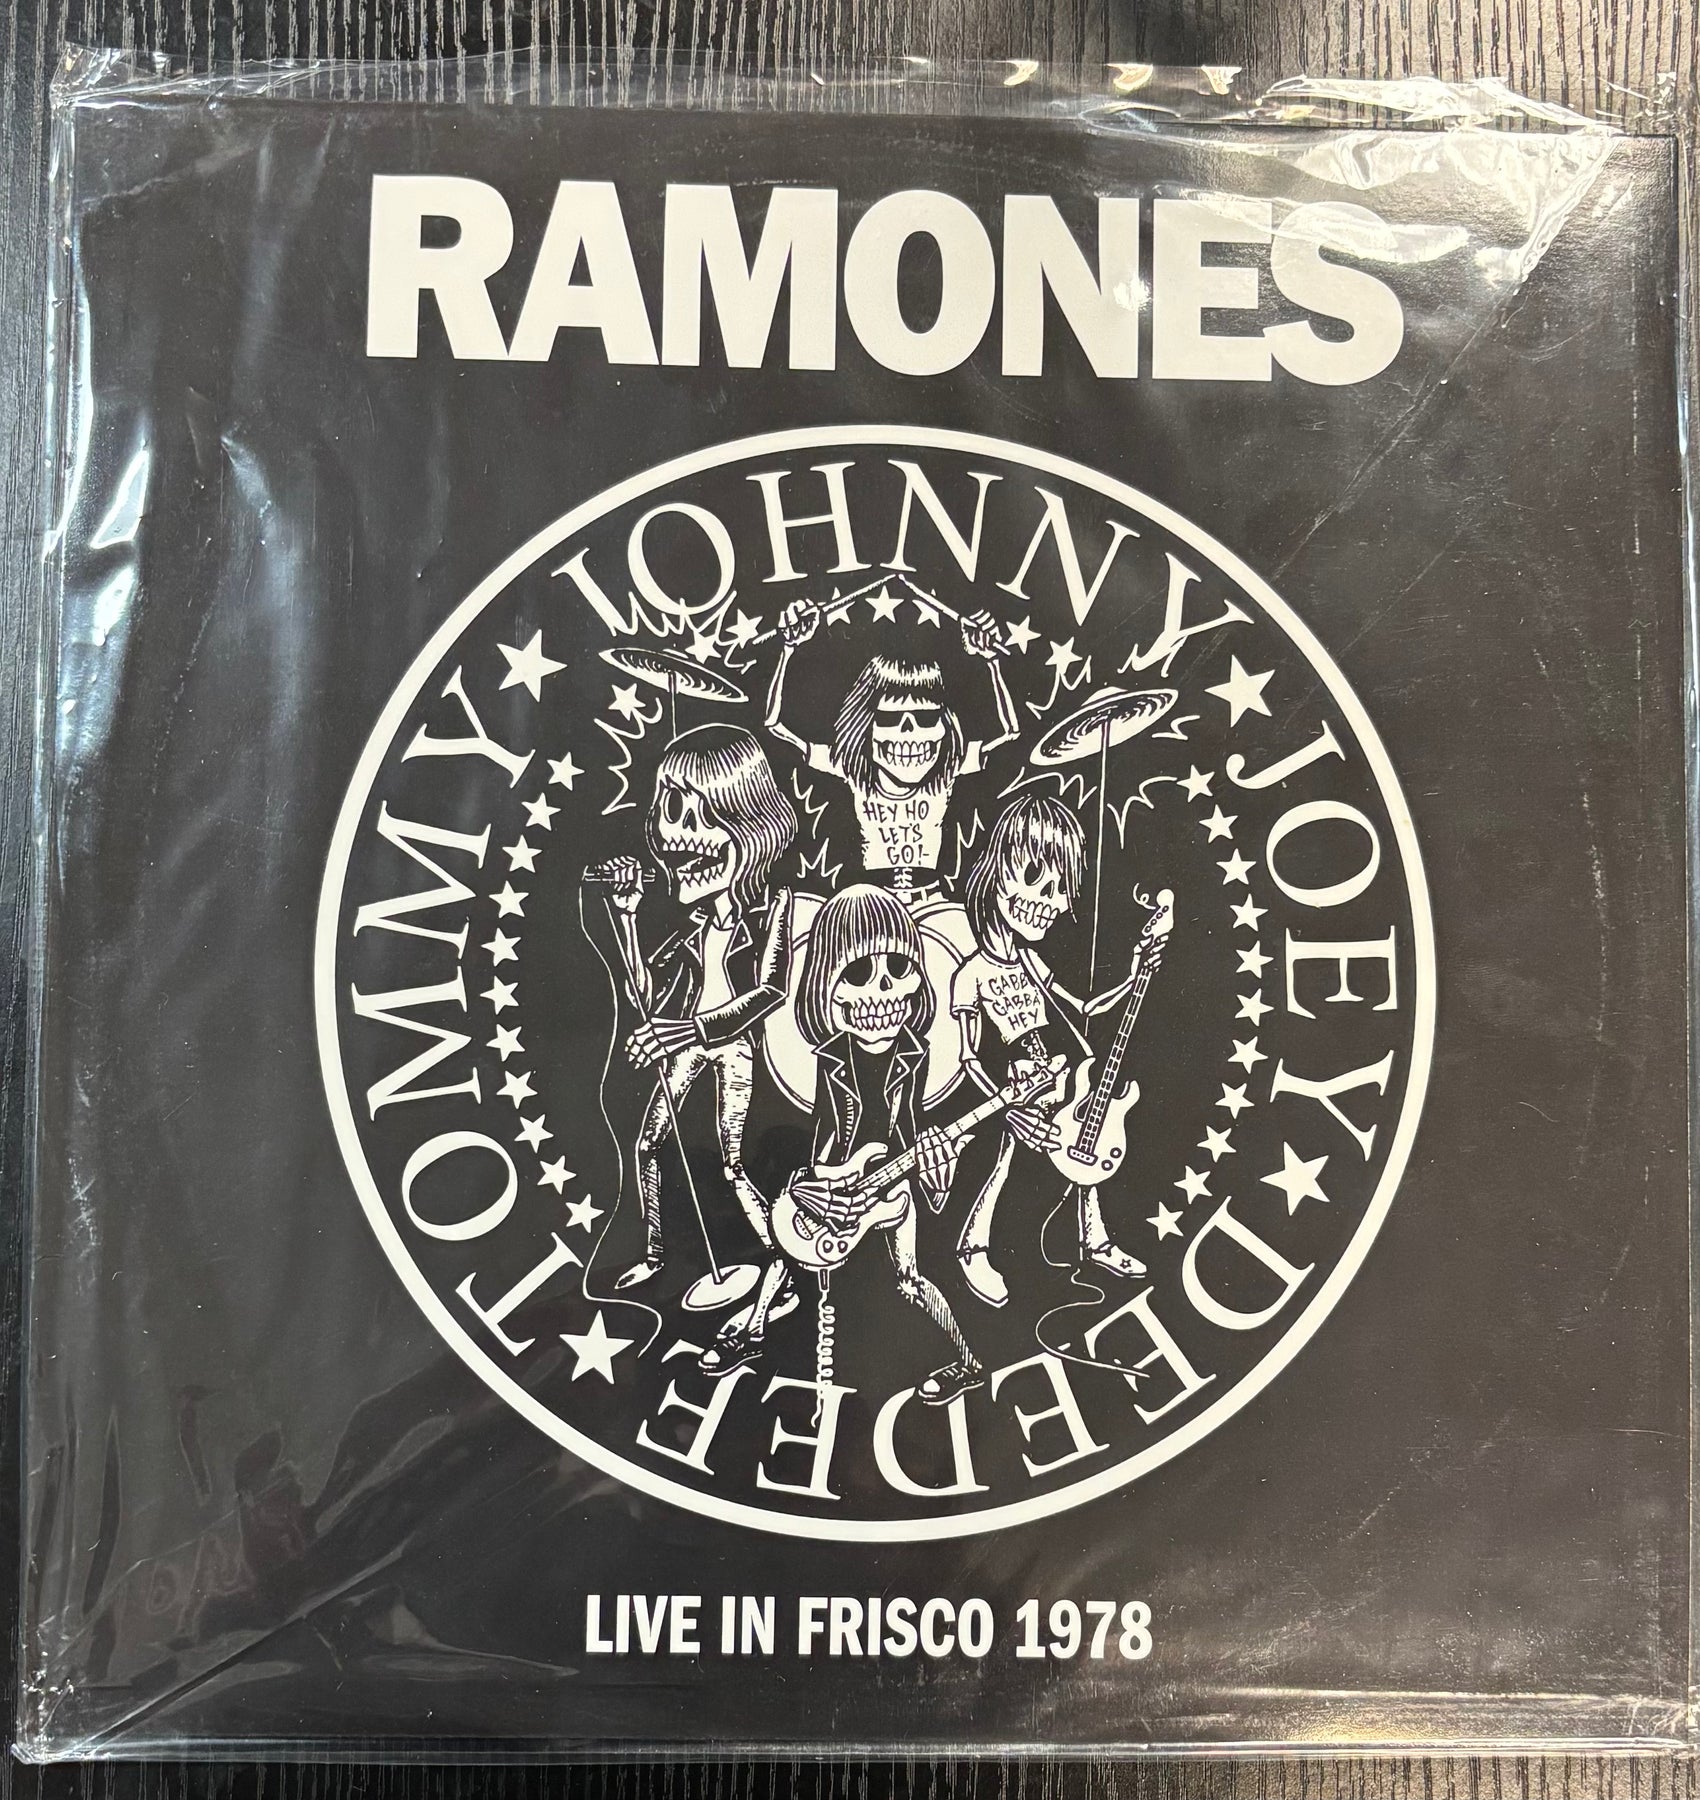 RAMONES
JOHNNY ★ JOEY ★ DEEDEE ★ TOMMY ★
HEY HO
LETS
GO!
GABBA
GABBA
HEY
LIVE IN FRISCO 1978